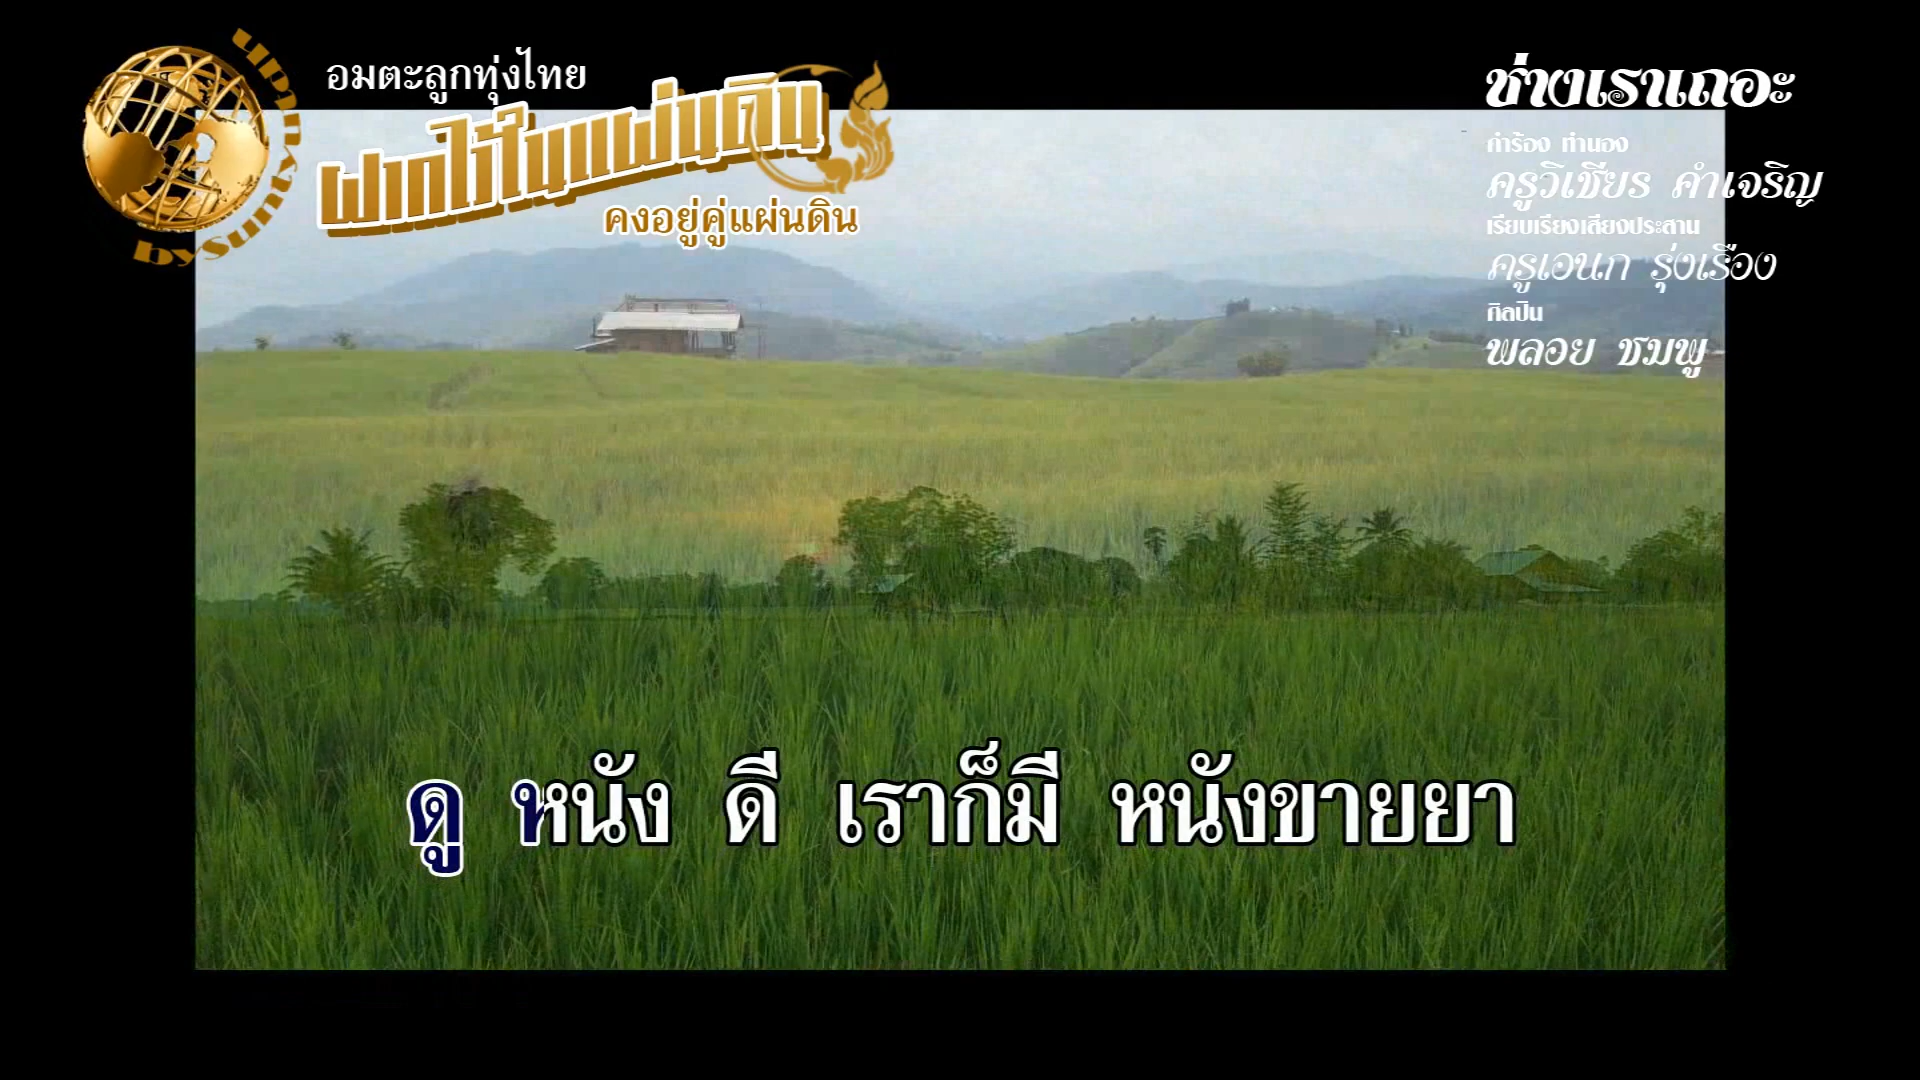 อมตะลูกทุ่งไทย
ฝากไว้ในแผ่นดิน
คงอยู่คู่แผ่นดิน
ช่างเราเถอะ
คำร้อง ทำนอง
ครูวิเชียร คำเจริญ
เรียบเรียงเสียงประสาน
ครูเอนก รุ่งเรือง
ศิลปิน
พลอย ชมพู
ดู หนัง ดี เราก็มี หนังขายยา